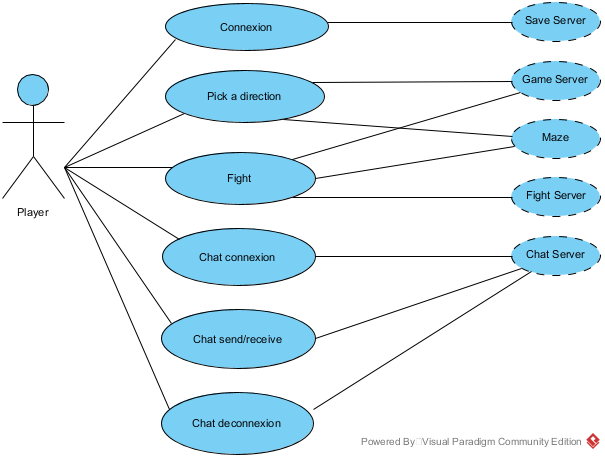 Connexion
Save Server
Pick a direction
Game Server
Maze
Fight
Fight Server
Player
Chat connexion
Chat Server
Chat send/receive
Chat deconnexion
Powered By Visual Paradigm Community Edition